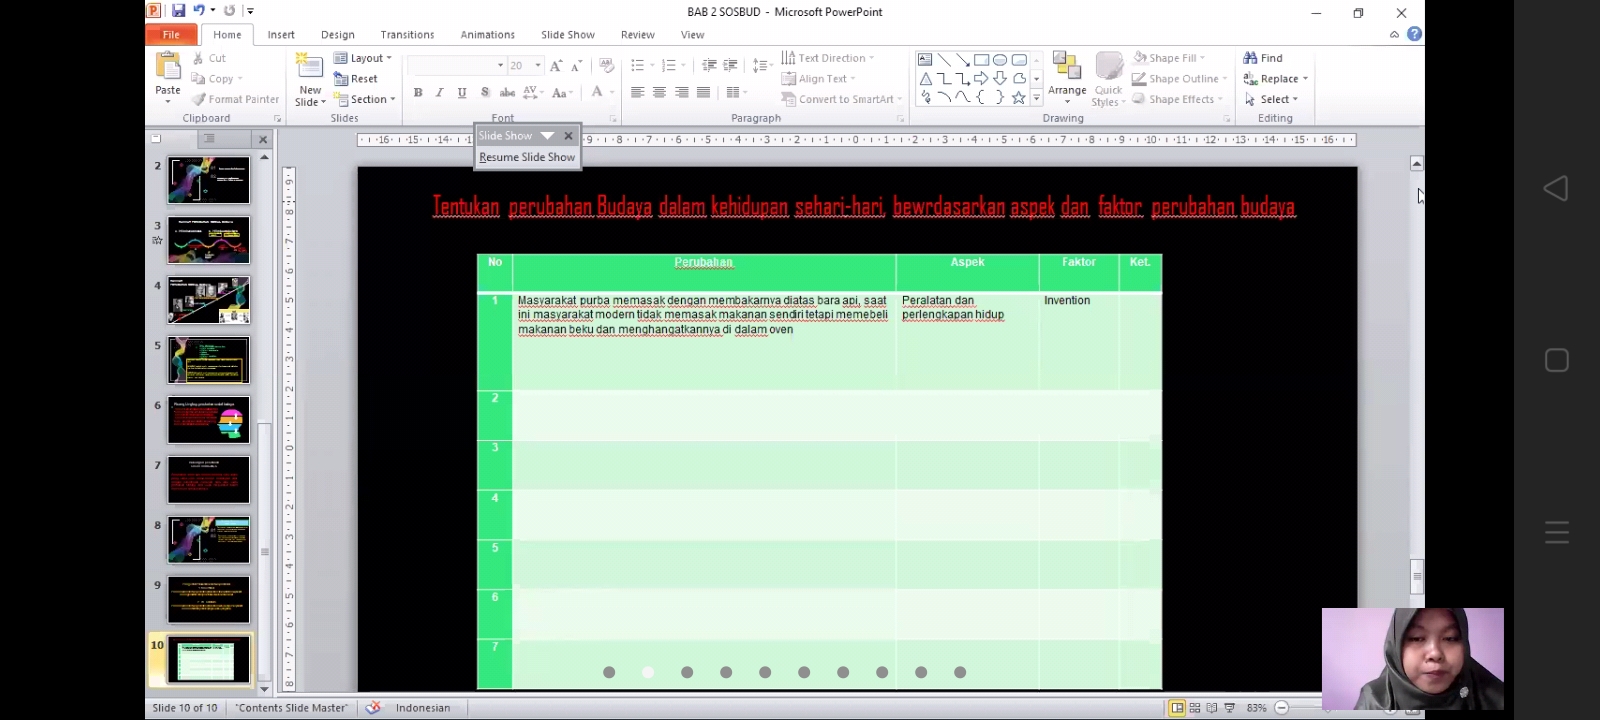 BAB 2 SOSBUD - Microsoft PowerPoint
File Home Insert Design Transitions Animations Slide Show Review View
Paste
Cut
Copy
Format Painter
Clipboard
New
Slide
Layout
Reset
Section
Slides
20
Font
Text Direction
Align Text
Convert to SmartArt
Paragraph
Arrange
Quick
Styles
Shape Fill
Shape Outline
Shape Effects
Drawing
Find
Replace
Select
Editing
Slide Show
Resume Slide Show
2
3
4
5
6
7
8
9
10
Tentukan perubahan Budaya dalam kehidupan sehari-hari, bewrdasarkan aspek dan faktor perubahan budaya
No Perubahan Aspek Faktor Ket.
1 Masyarakat purba memasak dengan membakarnya diatas bara api, saat
ini masyarakat modern tidak memasak makanan sendiri tetapi memebeli
makanan beku dan menghangatkannya di dalam oven
Peralatan dan
perlengkapan hidup
Invention
2
3
4
5
6
7
Slide 10 of 10 "Contents Slide Master" Indonesian 83%